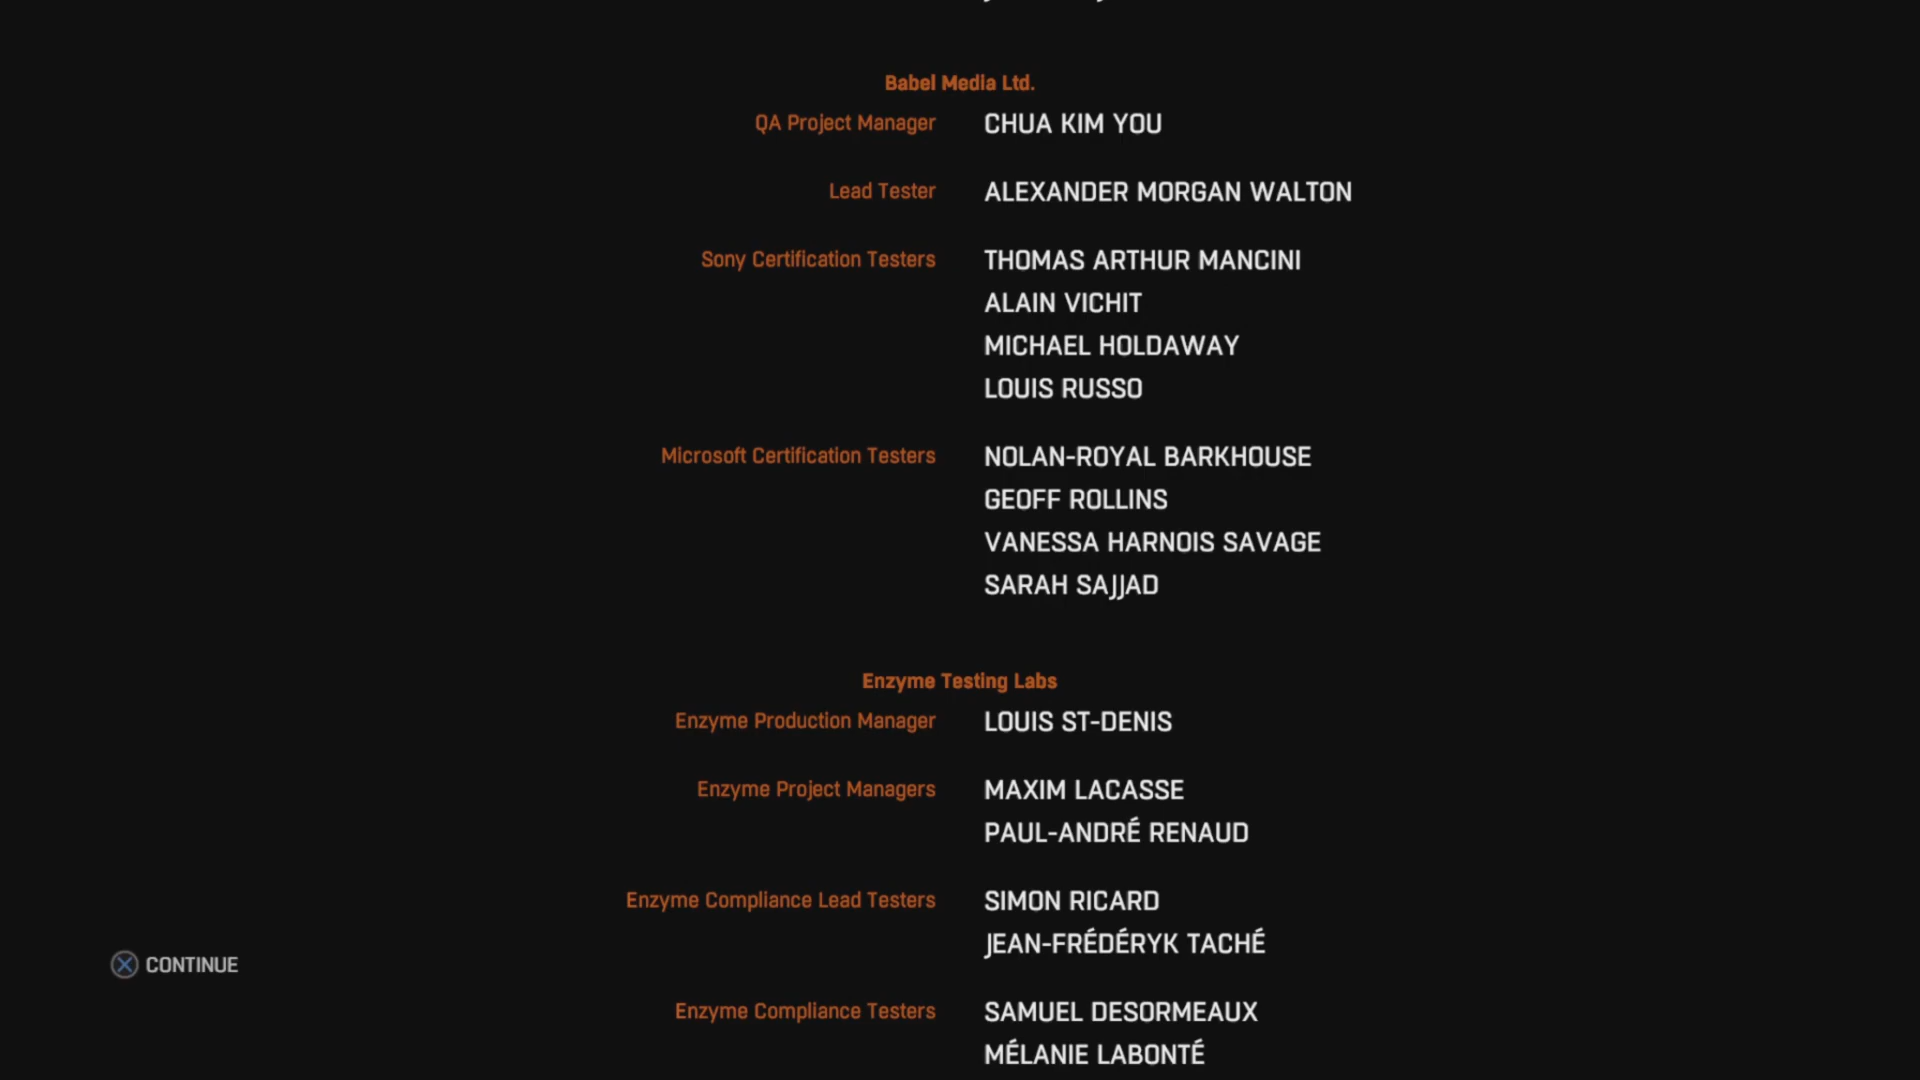 Babel Media Ltd.
QA Project Manager CHUA KIM YOU
Lead Tester ALEXANDER MORGAN WALTON
Sony Certification Testers THOMAS ARTHUR MANCINI
ALAIN VICHIT
MICHAEL HOLDAWAY
LOUIS RUSSO
Microsoft Certification Testers NOLAN-ROYAL BARKHOUSE
GEOFF ROLLINS
VANESSA HARNOIS SAVAGE
SARAH SAJJAD
Enzyme Testing Labs
Enzyme Production Manager LOUIS ST-DENIS
Enzyme Project Managers MAXIM LACASSE
PAUL-ANDRÉ RENAUD
Enzyme Compliance Lead Testers SIMON RICARD
JEAN-FRÉDÉRYK TACHÉ
CONTINUE
Enzyme Compliance Testers SAMUEL DESORMEAUX
MÉLANIE LABONTÉ